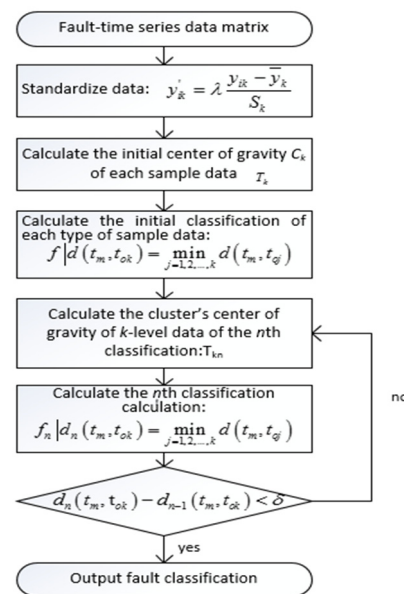 Fault-time series data matrix
Standardize data: y'ik = λ (yik − ȳk) / Sk
Calculate the initial center of gravity Ck
of each sample data Tk
Calculate the initial classification of
each type of sample data:
f|d(tm,tok) = min j=1,2,...,k d(tm,toj)
Calculate the cluster's center of
gravity of k-level data of the nth
classification:Tkn
Calculate the nth classification
calculation:
fn|dn(tm,tok) = min j=1,2,...,k d(tm,toj)
dn(tm,tok) − dn−1(tm,tok) < δ
no
yes
Output fault classification